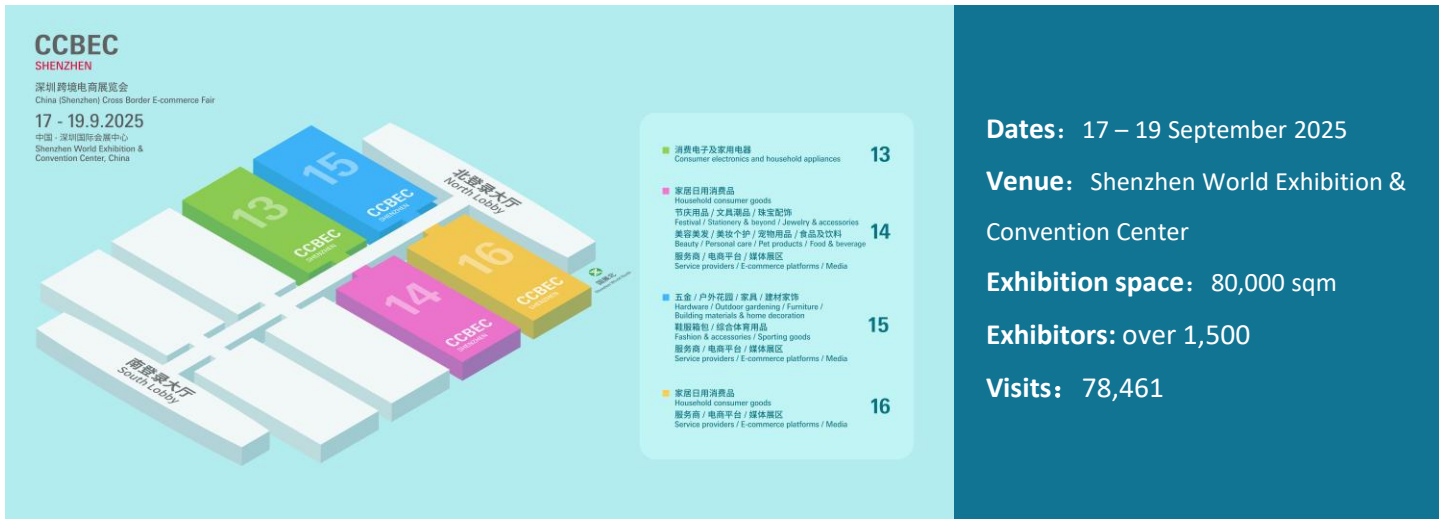 CCBEC
SHENZHEN
深圳跨境电商展览会
China (Shenzhen) Cross Border E-commerce Fair
17 - 19.9.2025
中国 · 深圳国际会展中心
Shenzhen World Exhibition &
Convention Center, China
15
CCBEC
SHENZHEN
北登录大厅
North Lobby
13
CCBEC
SHENZHEN
16
CCBEC
SHENZHEN
国展北
14
CCBEC
SHENZHEN
南登录大厅
South Lobby
消费电子及家用电器
Consumer electronics and household appliances
13
家居日用消费品
Household consumer goods
节庆用品 / 文具潮品 / 珠宝配饰
Festival / Stationery & beyond / Jewelry & accessories
美容美发 / 美妆个护 / 宠物用品 / 食品及饮料
Beauty / Personal care / Pet products / Food & beverage
服务商 / 电商平台 / 媒体展区
Service providers / E-commerce platforms / Media
14
五金 / 户外花园 / 家具 / 建材家饰
Hardware / Outdoor gardening / Furniture /
Building materials & home decoration
鞋服箱包 / 综合体育用品
Fashion & accessories / Sporting goods
服务商 / 电商平台 / 媒体展区
Service providers / E-commerce platforms / Media
15
家居日用消费品
Household consumer goods
服务商 / 电商平台 / 媒体展区
Service providers / E-commerce platforms / Media
16
Dates：17 – 19 September 2025
Venue：Shenzhen World Exhibition &
Convention Center
Exhibition space：80,000 sqm
Exhibitors: over 1,500
Visits：78,461